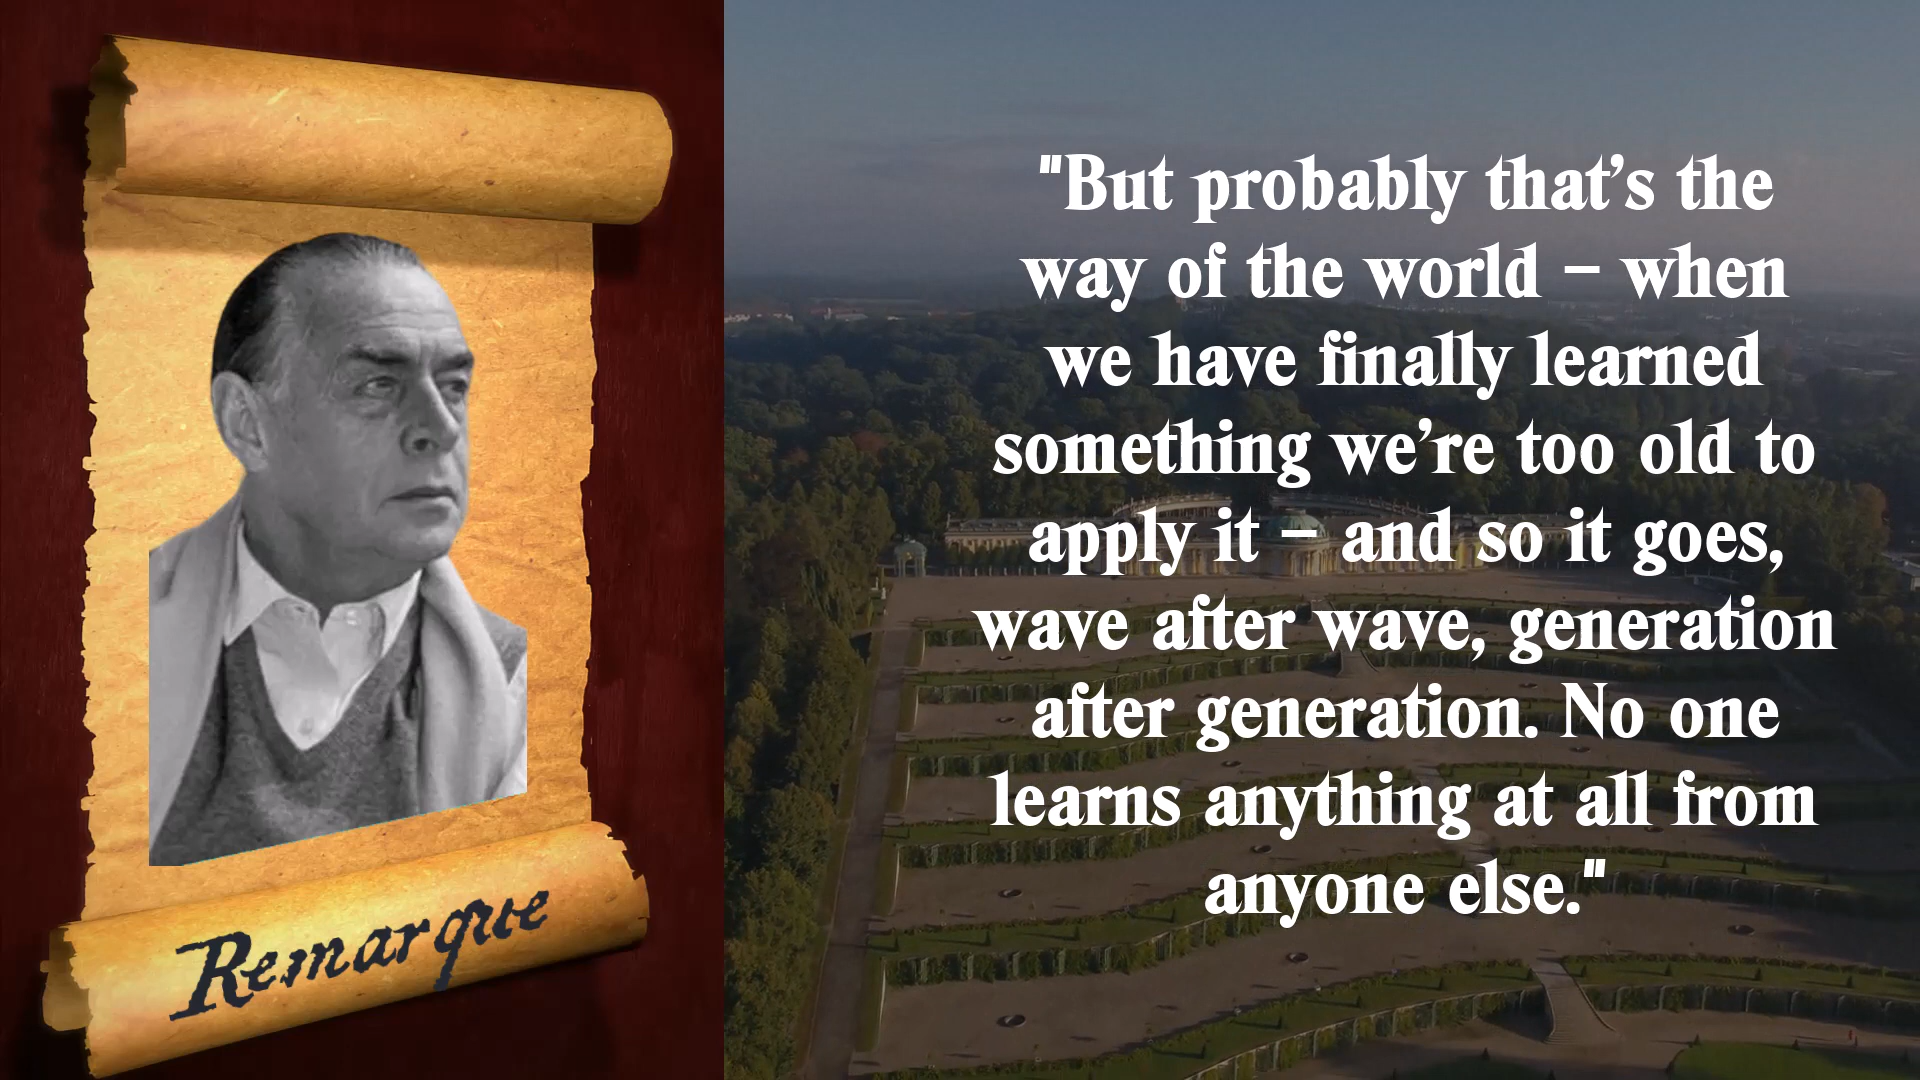 "But probably that’s the
way of the world – when
we have finally learned
something we’re too old to
apply it – and so it goes,
wave after wave, generation
after generation. No one
learns anything at all from
anyone else."
Remarque